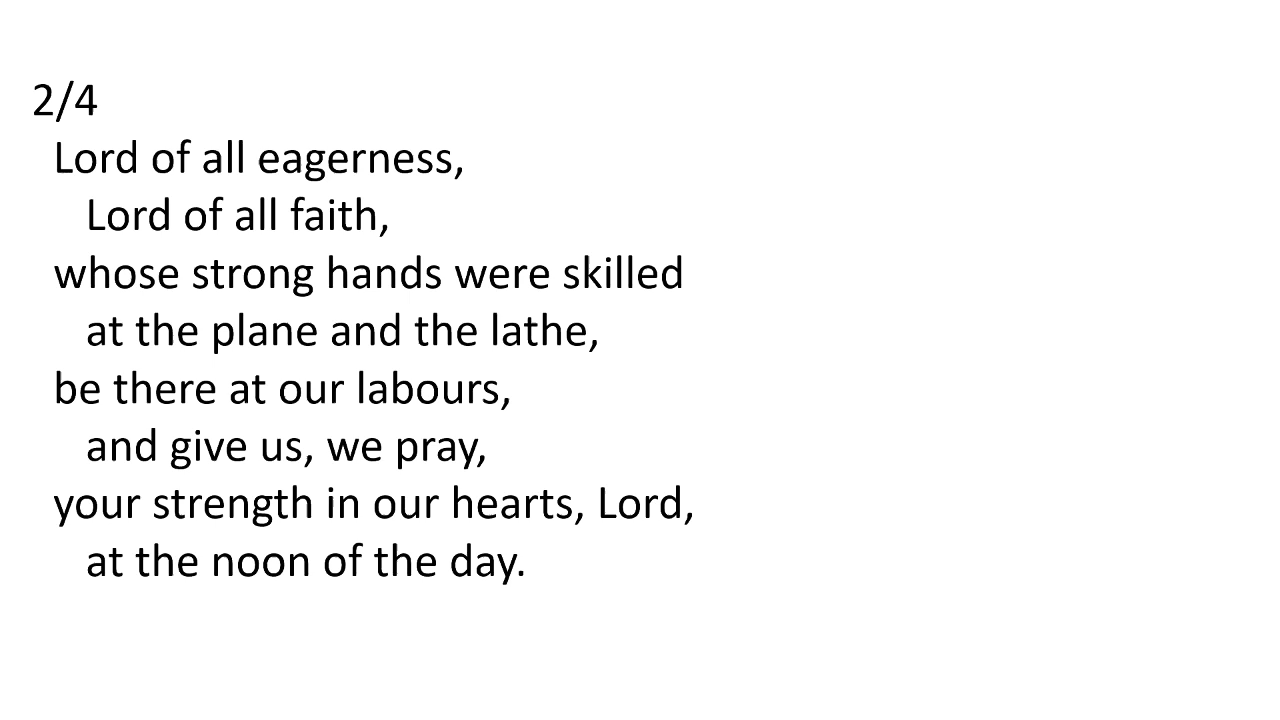 2/4
Lord of all eagerness,
Lord of all faith,
whose strong hands were skilled
at the plane and the lathe,
be there at our labours,
and give us, we pray,
your strength in our hearts, Lord,
at the noon of the day.